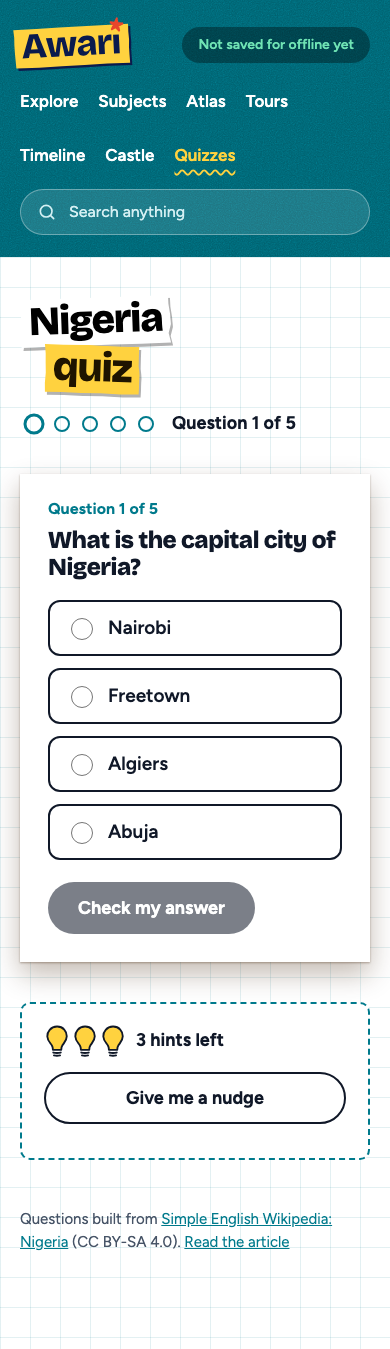 Awari
Not saved for offline yet
Explore Subjects Atlas Tours
Timeline Castle Quizzes
Search anything
Nigeria
quiz
Question 1 of 5
Question 1 of 5
What is the capital city of
Nigeria?
Nairobi
Freetown
Algiers
Abuja
Check my answer
3 hints left
Give me a nudge
Questions built from Simple English Wikipedia:
Nigeria (CC BY-SA 4.0). Read the article